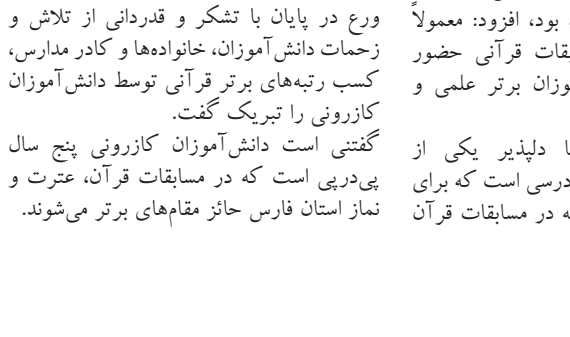 بود، افزود: معمولاً
قرآنی حضور
برتر علمی و
دلپذیر یکی از
است که برای
در مسابقات قرآن
ورع در پایان با تشکر و قدردانی از تلاش و
زحمات دانش‌آموزان، خانواده‌ها و کادر مدارس،
کسب رتبه‌های برتر قرآنی توسط دانش‌آموزان
کازرونی را تبریک گفت.
گفتنی است دانش‌آموزان کازرونی پنج سال
پی‌درپی است که در مسابقات قرآن، عترت و
نماز استان فارس حائز مقام‌های برتر می‌شوند.